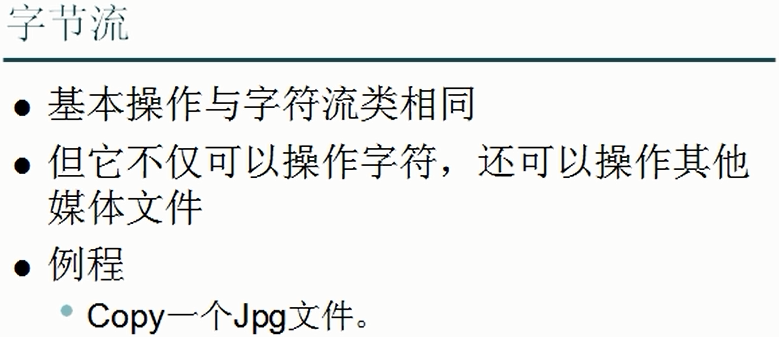 字节流
基本操作与字符流类相同
但它不仅可以操作字符，还可以操作其他
媒体文件
例程
Copy一个Jpg文件。